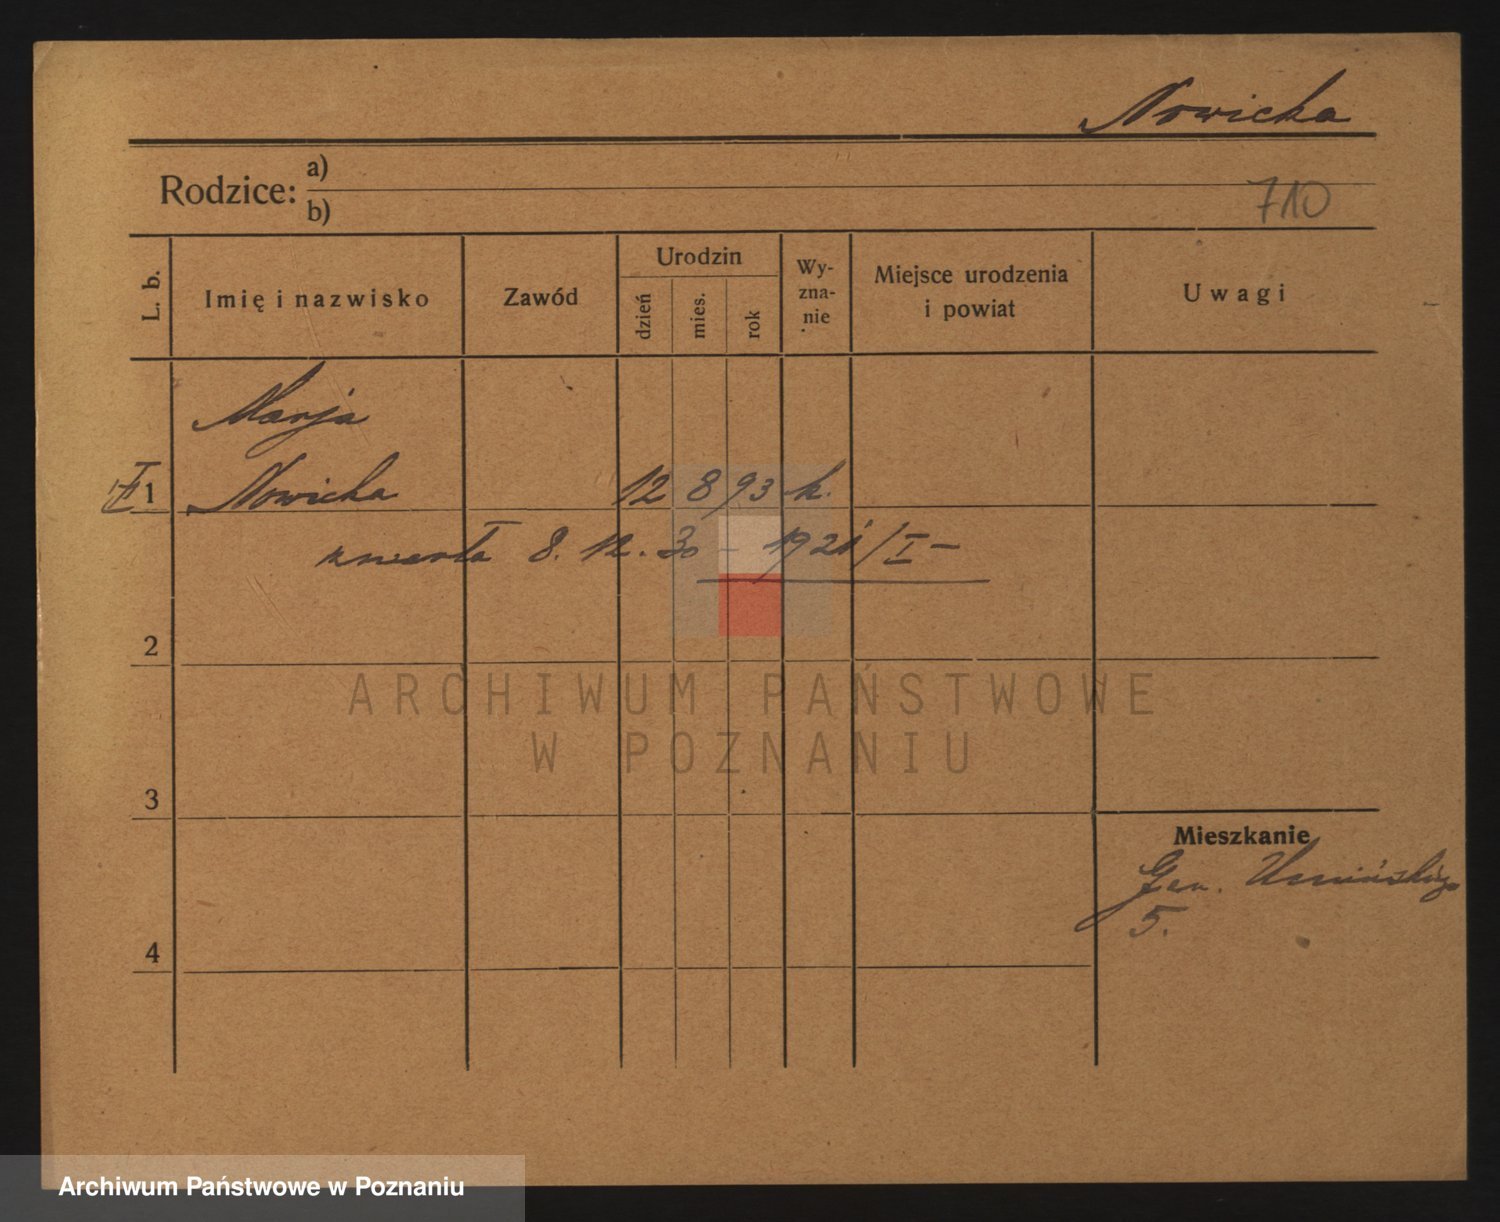 Nowicka
Rodzice: a)
b)
710
L. b.
Imię i nazwisko
Zawód
Urodzin
dzień
mies.
rok
Wy-
zna-
nie
Miejsce urodzenia
i powiat
Uwagi
Marja
1 Nowicka 12 8 93 k.
zmarła 8. 12. 30 - 1921/I-
2
ARCHIWUM PAŃSTWOWE
W POZNANIU
3
Mieszkanie
Gen. Umińskiego
5.
4
Archiwum Państwowe w Poznaniu